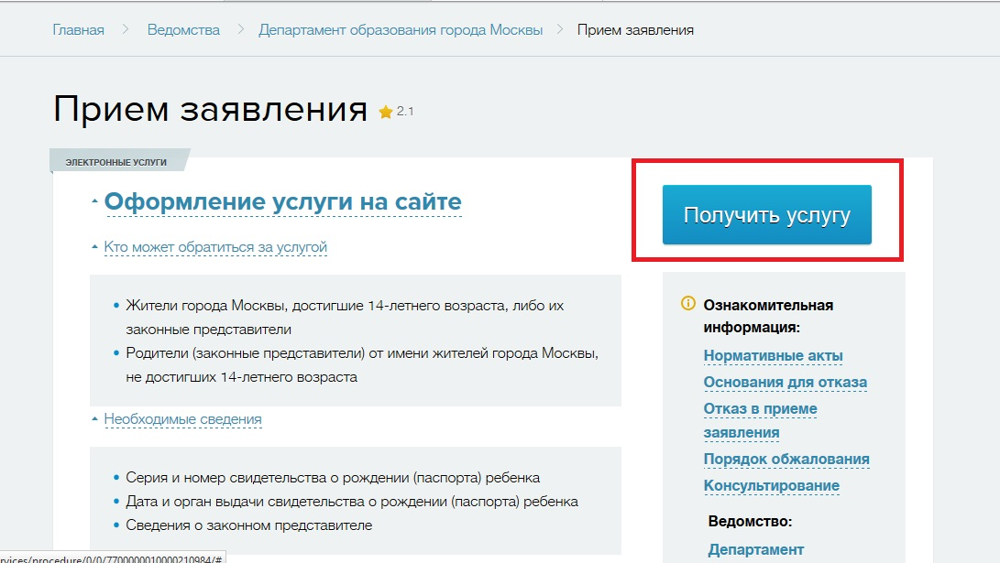 Главная > Ведомства > Департамент образования города Москвы > Прием заявления
Прием заявления 2.1
ЭЛЕКТРОННЫЕ УСЛУГИ
Оформление услуги на сайте
Кто может обратиться за услугой
• Жители города Москвы, достигшие 14-летнего возраста, либо их
законные представители
• Родители (законные представители) от имени жителей города Москвы,
не достигших 14-летнего возраста
Необходимые сведения
• Серия и номер свидетельства о рождении (паспорта) ребенка
• Дата и орган выдачи свидетельства о рождении (паспорта) ребенка
• Сведения о законном представителе
Получить услугу
Ознакомительная
информация:
Нормативные акты
Основания для отказа
Отказ в приеме
заявления
Порядок обжалования
Консультирование
Ведомство:
Департамент
rvices/procedure/0/0/7700000010000210984/#